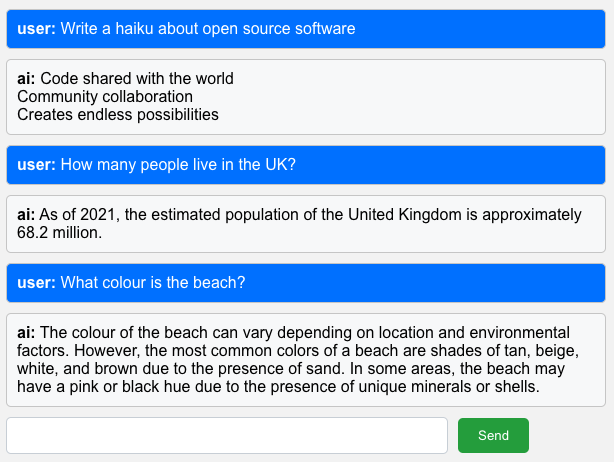 user: Write a haiku about open source software
ai: Code shared with the world
Community collaboration
Creates endless possibilities
user: How many people live in the UK?
ai: As of 2021, the estimated population of the United Kingdom is approximately
68.2 million.
user: What colour is the beach?
ai: The colour of the beach can vary depending on location and environmental
factors. However, the most common colors of a beach are shades of tan, beige,
white, and brown due to the presence of sand. In some areas, the beach may
have a pink or black hue due to the presence of unique minerals or shells.
Send